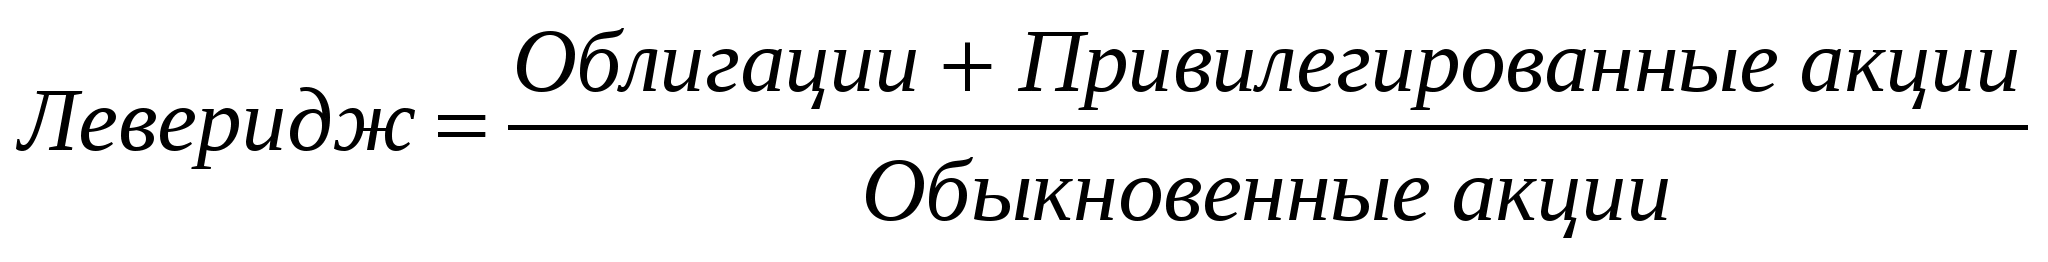 Леверидж = Облигации + Привилегированные акции
Обыкновенные акции